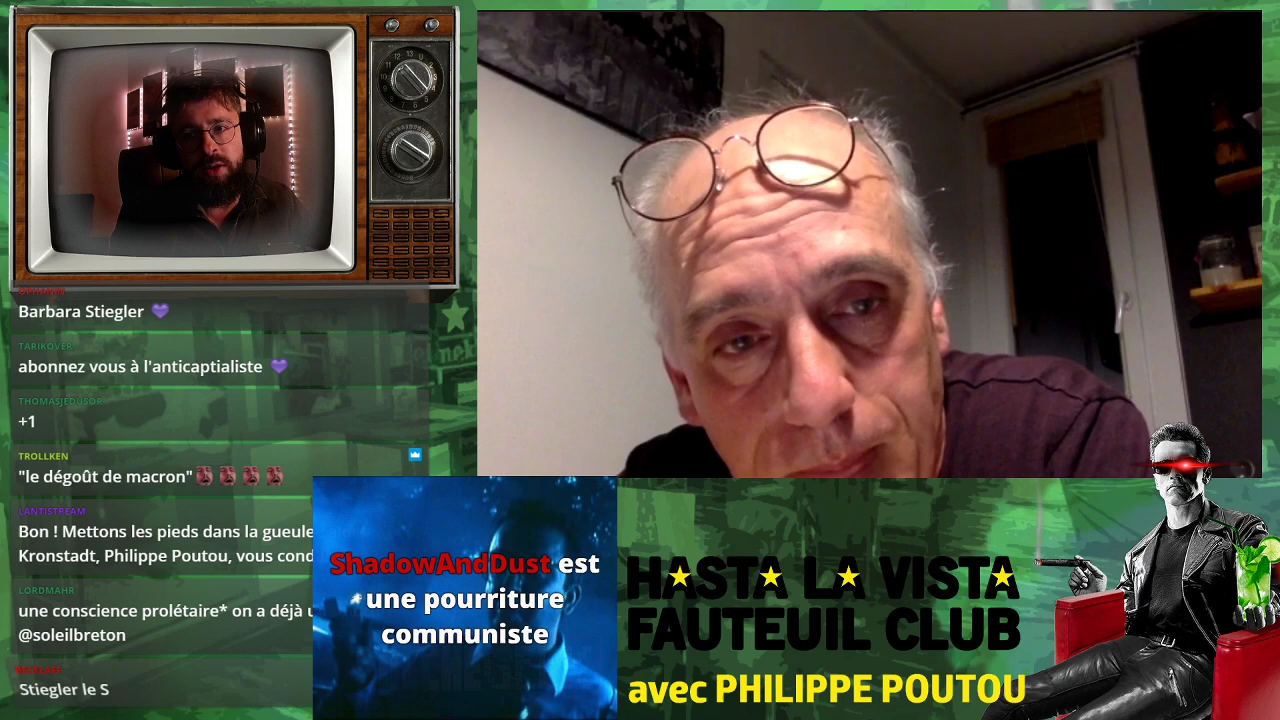 Barbara Stiegler
TARIKOVER
abonnez vous à l'anticaptialiste
THOMASJEDUSOR
+1
TROLLKEN
"le dégoût de macron"
LANTISTREAM
Bon ! Mettons les pieds dans la gueule
Kronstadt, Philippe Poutou, vous cond
LORDMAHR
une conscience prolétaire* on a déjà u
@soleilbreton
Stiegler le S
ShadowAndDust est
une pourriture
communiste
HASTA LA VISTA
FAUTEUIL CLUB
avec PHILIPPE POUTOU